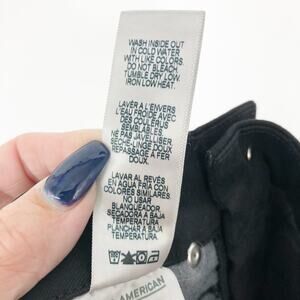 WASH INSIDE OUT
IN COLD WATER
WITH LIKE COLORS.
DO NOT BLEACH.
TUMBLE DRY LOW.
IRON LOW HEAT.
LAVER À L'ENVERS
L'EAU FROIDE AVEC
DES COULEURS
SEMBLABLES.
NE PAS JAVELLISER
SÈCHE-LINGE DOUX.
REPASSAGE À FER
DOUX.
LAVAR AL REVÉS
EN AGUA FRIA CON
COLORES SIMILARES.
NO USAR
BLANQUEADOR
SECADORA A BAJA
TEMPERATURA
PLANCHAR A BAJA
TEMPERATURA.
AMERICAN